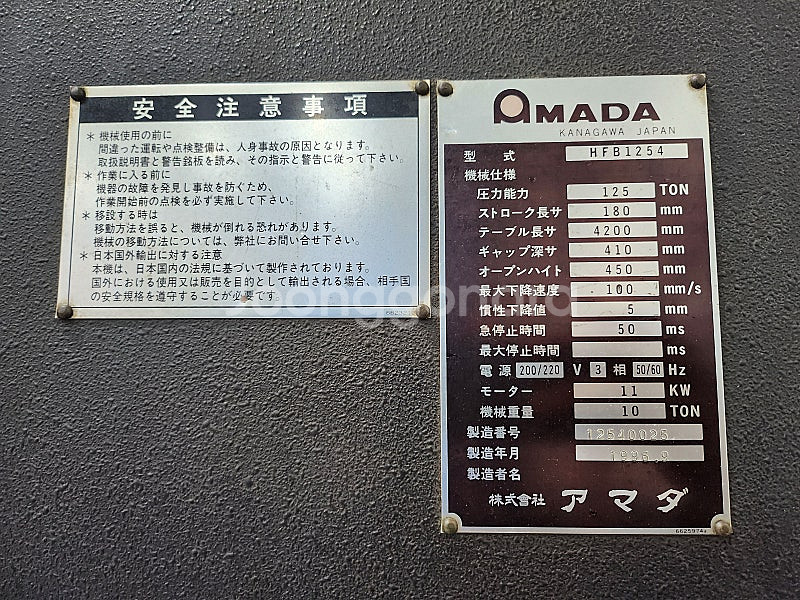 安全注意事項
＊ 機械使用の前に
間違った運転や点検整備は、人身事故の原因となります。
取扱説明書と警告銘板を読み、その指示と警告に従って下さい。
＊ 作業に入る前に
機器の故障を発見し事故を防ぐため、
作業開始前の点検を必ず実施して下さい。
＊ 移設する時は
移動方法を誤ると、機械が倒れる恐れがあります。
機械の移動方法については、弊社にお問い合せ下さい。
＊ 日本国外輸出に対する注意
本機は、日本国内の法規に基づいて製作されております。
国外における使用又は販売を目的として輸出される場合、相手国
の安全規格を遵守することが必要です。
AMADA
KANAGAWA JAPAN
型 式 HFB1254
機械仕様
圧力能力 125 TON
ストローク長サ 180 mm
テーブル長サ 4200 mm
ギャップ深サ 410 mm
オープンハイト 450 mm
最大下降速度 100 mm/s
慣性下降値 5 mm
急停止時間 50 ms
最大停止時間 ms
電源 200/220 V 3 相 50/60 Hz
モーター 11 KW
機械重量 10 TON
製造番号 12540025
製造年月 1996.9
製造者名
株式會社 アマダ